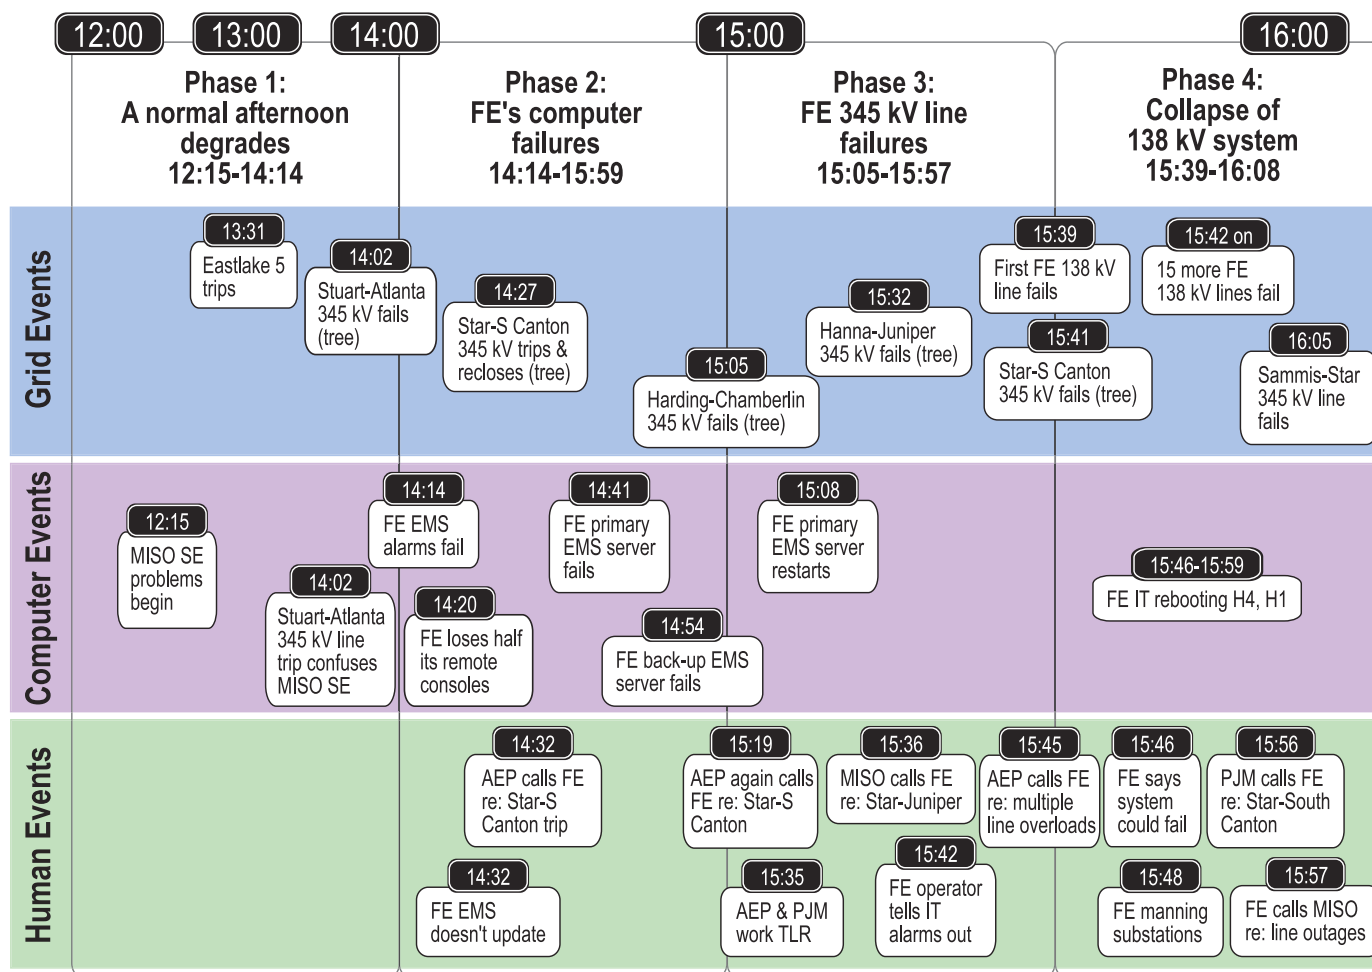 12:00
13:00
14:00
15:00
16:00
Phase 1:
A normal afternoon
degrades
12:15-14:14
Phase 2:
FE's computer
failures
14:14-15:59
Phase 3:
FE 345 kV line
failures
15:05-15:57
Phase 4:
Collapse of
138 kV system
15:39-16:08
Grid Events
13:31
Eastlake 5
trips
14:02
Stuart-Atlanta
345 kV fails
(tree)
14:27
Star-S Canton
345 kV trips &
recloses (tree)
15:05
Harding-Chamberlin
345 kV fails (tree)
15:32
Hanna-Juniper
345 kV fails (tree)
15:39
First FE 138 kV
line fails
15:41
Star-S Canton
345 kV fails (tree)
15:42 on
15 more FE
138 kV lines fail
16:05
Sammis-Star
345 kV line
fails
Computer Events
12:15
MISO SE
problems
begin
14:02
Stuart-Atlanta
345 kV line
trip confuses
MISO SE
14:14
FE EMS
alarms fail
14:20
FE loses half
its remote
consoles
14:41
FE primary
EMS server
fails
14:54
FE back-up EMS
server fails
15:08
FE primary
EMS server
restarts
15:46-15:59
FE IT rebooting H4, H1
Human Events
14:32
AEP calls FE
re: Star-S
Canton trip
14:32
FE EMS
doesn't update
15:19
AEP again calls
FE re: Star-S
Canton
15:35
AEP & PJM
work TLR
15:36
MISO calls FE
re: Star-Juniper
15:42
FE operator
tells IT
alarms out
15:45
AEP calls FE
re: multiple
line overloads
15:46
FE says
system
could fail
15:48
FE manning
substations
15:56
PJM calls FE
re: Star-South
Canton
15:57
FE calls MISO
re: line outages